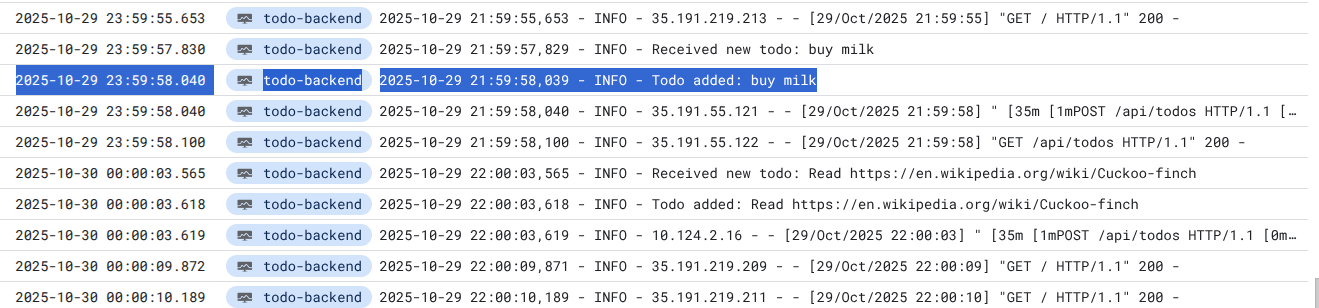 2025-10-29 23:59:55.653 todo-backend 2025-10-29 21:59:55,653 - INFO - 35.191.219.213 - - [29/Oct/2025 21:59:55] "GET / HTTP/1.1" 200 -
2025-10-29 23:59:57.830 todo-backend 2025-10-29 21:59:57,829 - INFO - Received new todo: buy milk
2025-10-29 23:59:58.040 todo-backend 2025-10-29 21:59:58,039 - INFO - Todo added: buy milk
2025-10-29 23:59:58.040 todo-backend 2025-10-29 21:59:58,040 - INFO - 35.191.55.121 - - [29/Oct/2025 21:59:58] " [35m [1mPOST /api/todos HTTP/1.1 […
2025-10-29 23:59:58.100 todo-backend 2025-10-29 21:59:58,100 - INFO - 35.191.55.122 - - [29/Oct/2025 21:59:58] "GET /api/todos HTTP/1.1" 200 -
2025-10-30 00:00:03.565 todo-backend 2025-10-29 22:00:03,565 - INFO - Received new todo: Read https://en.wikipedia.org/wiki/Cuckoo-finch
2025-10-30 00:00:03.618 todo-backend 2025-10-29 22:00:03,618 - INFO - Todo added: Read https://en.wikipedia.org/wiki/Cuckoo-finch
2025-10-30 00:00:03.619 todo-backend 2025-10-29 22:00:03,619 - INFO - 10.124.2.16 - - [29/Oct/2025 22:00:03] " [35m [1mPOST /api/todos HTTP/1.1 [0m…
2025-10-30 00:00:09.872 todo-backend 2025-10-29 22:00:09,871 - INFO - 35.191.219.209 - - [29/Oct/2025 22:00:09] "GET / HTTP/1.1" 200 -
2025-10-30 00:00:10.189 todo-backend 2025-10-29 22:00:10,189 - INFO - 35.191.219.211 - - [29/Oct/2025 22:00:10] "GET / HTTP/1.1" 200 -